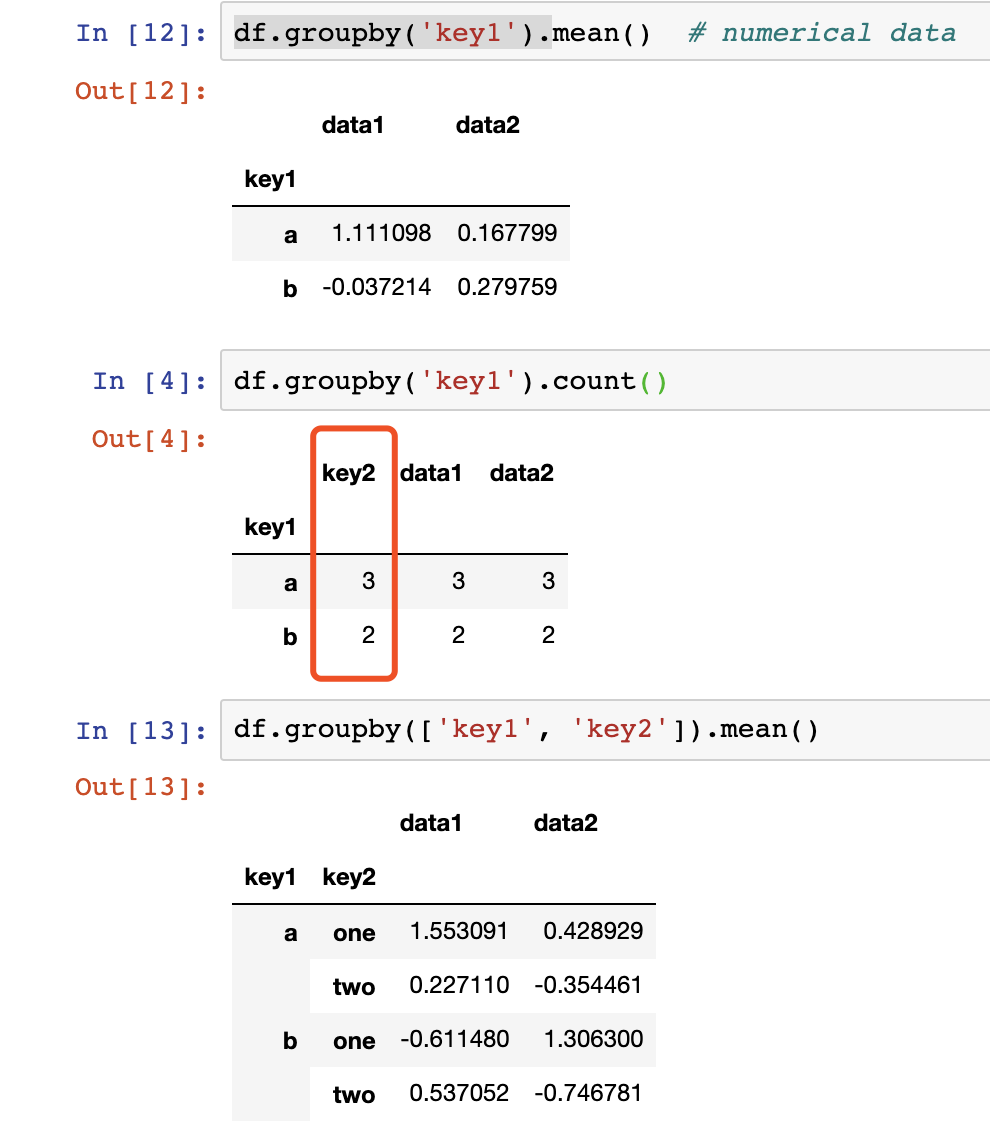 In [12]: df.groupby('key1').mean()  # numerical data
Out[12]:
data1 data2
key1
a 1.111098 0.167799
b -0.037214 0.279759
In [4]: df.groupby('key1').count()
Out[4]:
key2 data1 data2
key1
a 3 3 3
b 2 2 2
In [13]: df.groupby(['key1', 'key2']).mean()
Out[13]:
data1 data2
key1 key2
a one 1.553091 0.428929
two 0.227110 -0.354461
b one -0.611480 1.306300
two 0.537052 -0.746781